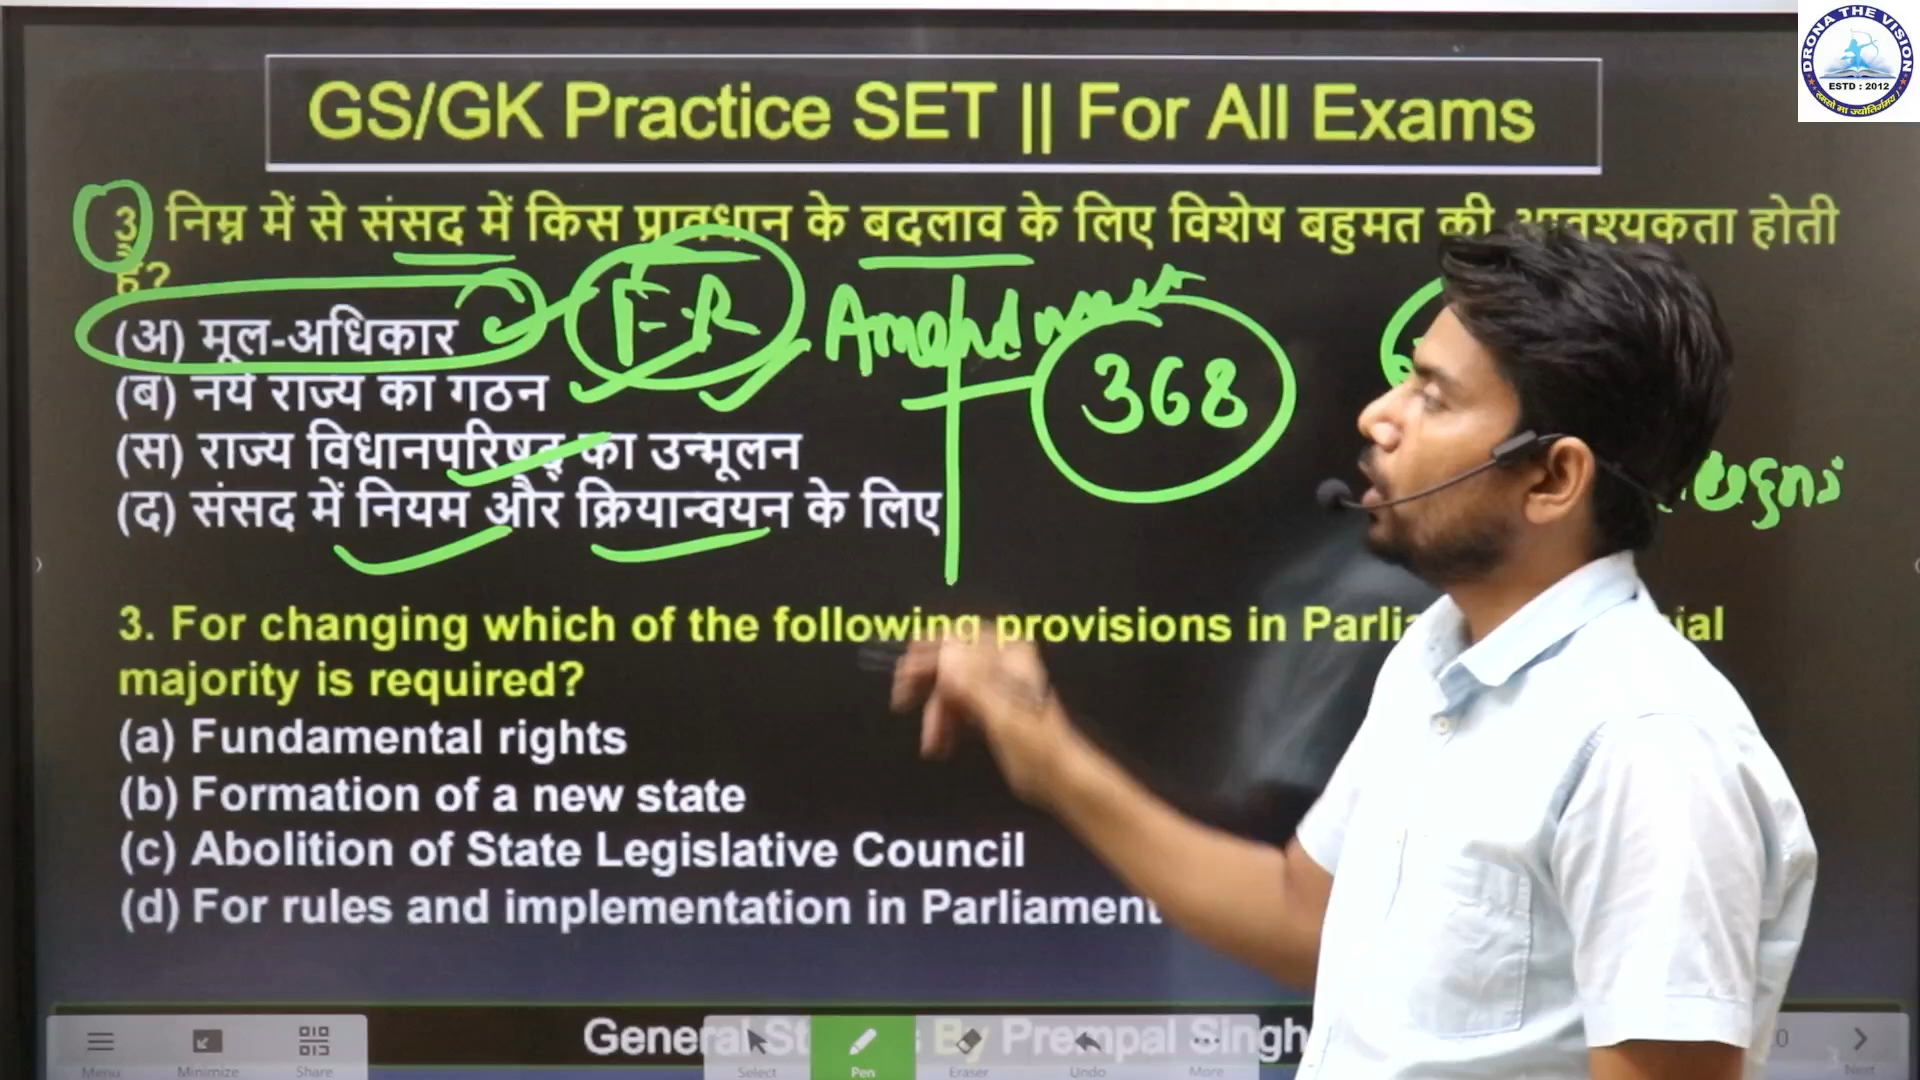 DRONA THE VISION
ESTD : 2012
GS/GK Practice SET || For All Exams
3. निम्न में से संसद में किस प्रावधान के बदलाव के लिए विशेष बहुमत की आवश्यकता होती
है?
(अ) मूल-अधिकार
F.R
Amendment
368
(ब) नये राज्य का गठन
(स) राज्य विधानपरिषद् का उन्मूलन
(द) संसद में नियम और क्रियान्वयन के लिए
3. For changing which of the following provisions in
majority is required?
(a) Fundamental rights
(b) Formation of a new state
(c) Abolition of State Legislative Council
(d) For rules and implementation in Parliament
By Prempal Singh
Menu Minimize Share Select Pen Eraser Undo More Next